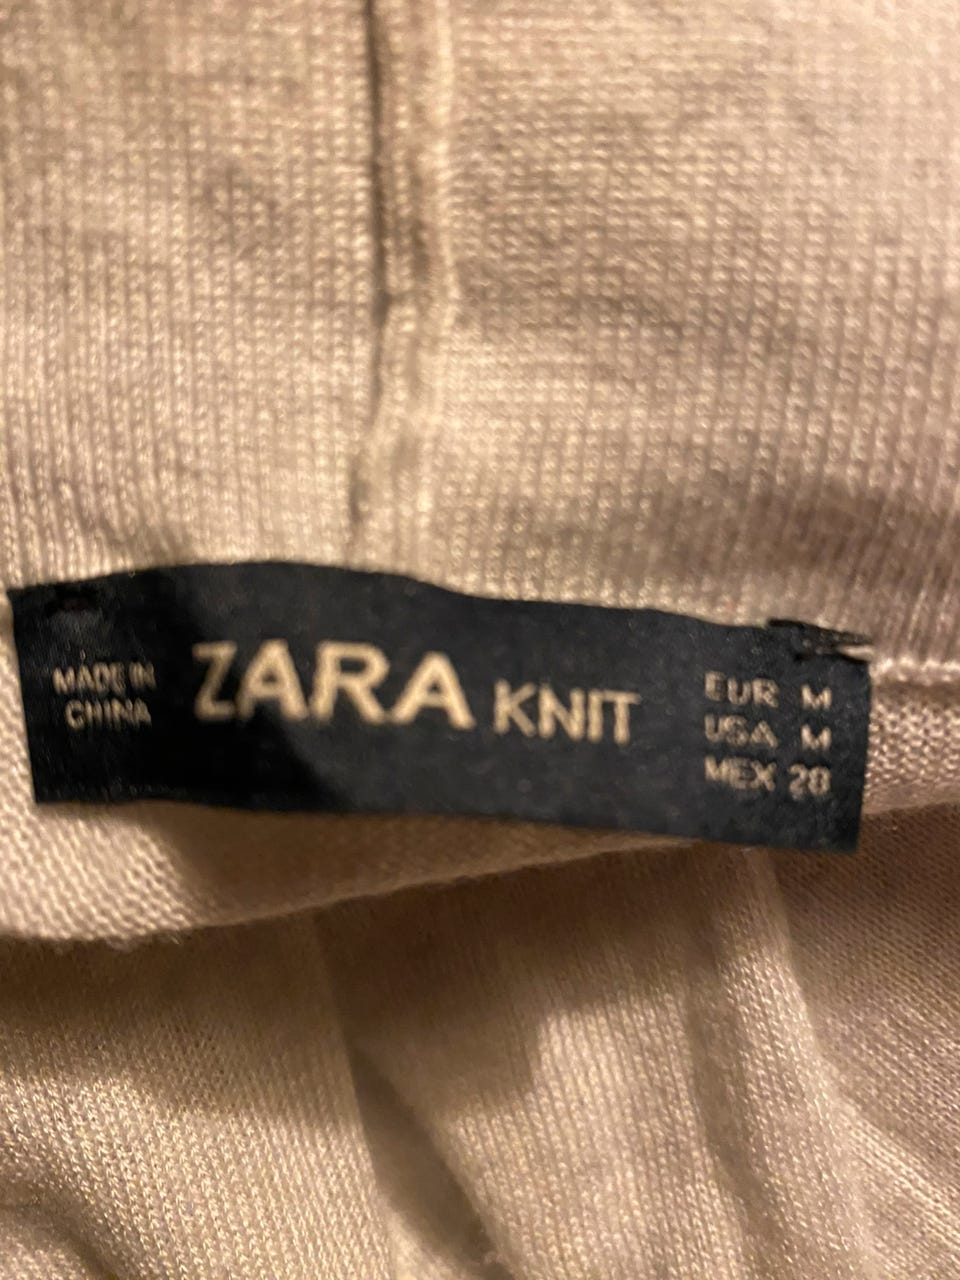 MADE IN
CHINA
ZARA KNIT
EUR M
USA M
MEX 28